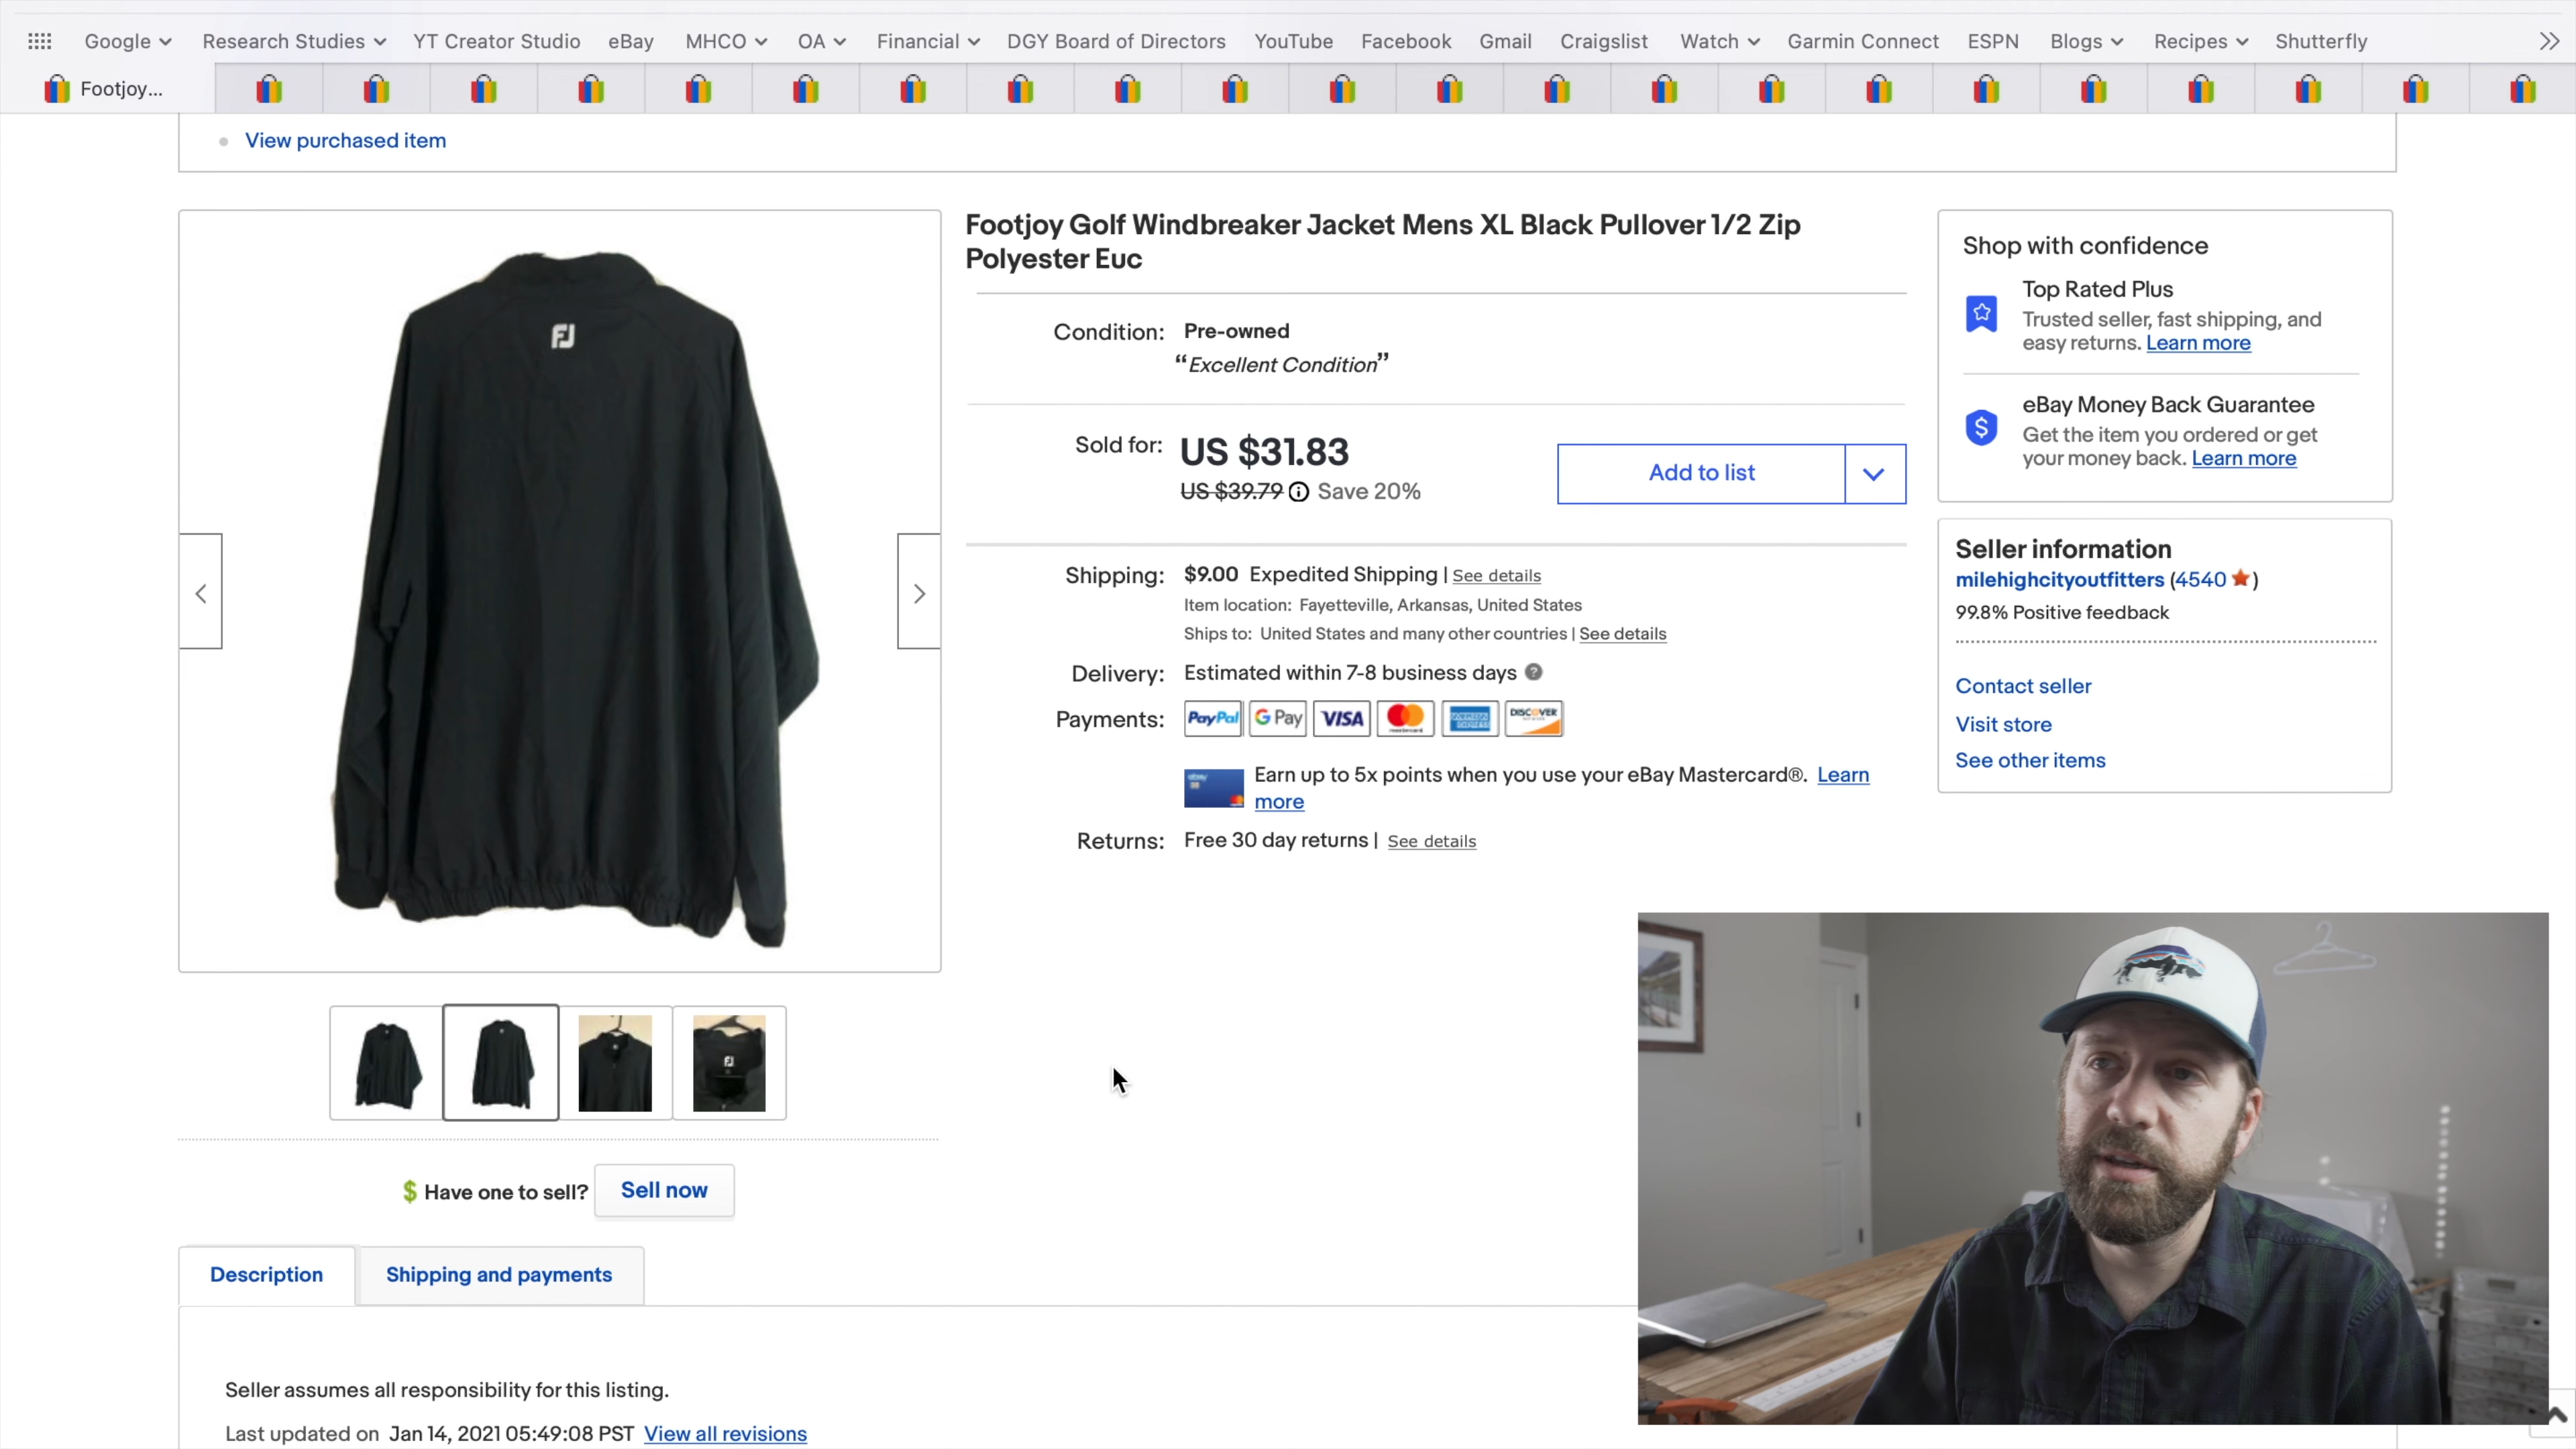 Google Research Studies YT Creator Studio eBay MHCO OA Financial DGY Board of Directors YouTube Facebook Gmail Craigslist Watch Garmin Connect ESPN Blogs Recipes Shutterfly
Footjoy...
View purchased item
Footjoy Golf Windbreaker Jacket Mens XL Black Pullover 1/2 Zip
Polyester Euc
Condition: Pre-owned
“Excellent Condition”
Sold for: US $31.83
US $39.79 Save 20%
Add to list
Shipping: $9.00 Expedited Shipping | See details
Item location: Fayetteville, Arkansas, United States
Ships to: United States and many other countries | See details
Delivery: Estimated within 7-8 business days
Payments: PayPal G Pay VISA mastercard AMERICAN EXPRESS DISCOVER
Earn up to 5x points when you use your eBay Mastercard®. Learn
more
Returns: Free 30 day returns | See details
Shop with confidence
Top Rated Plus
Trusted seller, fast shipping, and
easy returns. Learn more
eBay Money Back Guarantee
Get the item you ordered or get
your money back. Learn more
Seller information
milehighcityoutfitters (4540)
99.8% Positive feedback
Contact seller
Visit store
See other items
FJ
FJ
$ Have one to sell? Sell now
Description Shipping and payments
Seller assumes all responsibility for this listing.
Last updated on Jan 14, 2021 05:49:08 PST View all revisions